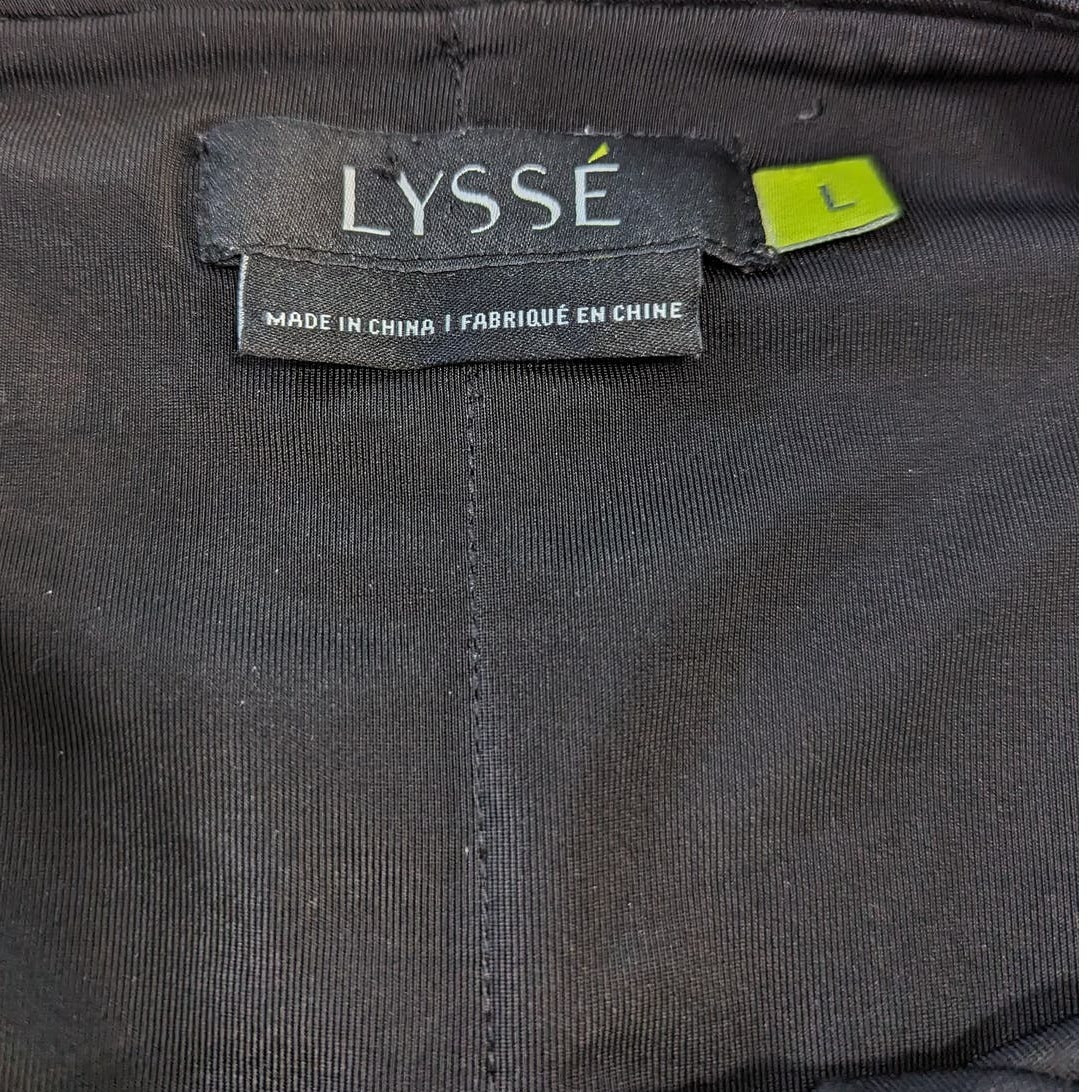 LYSSÉ
L
MADE IN CHINA | FABRIQUÉ EN CHINE